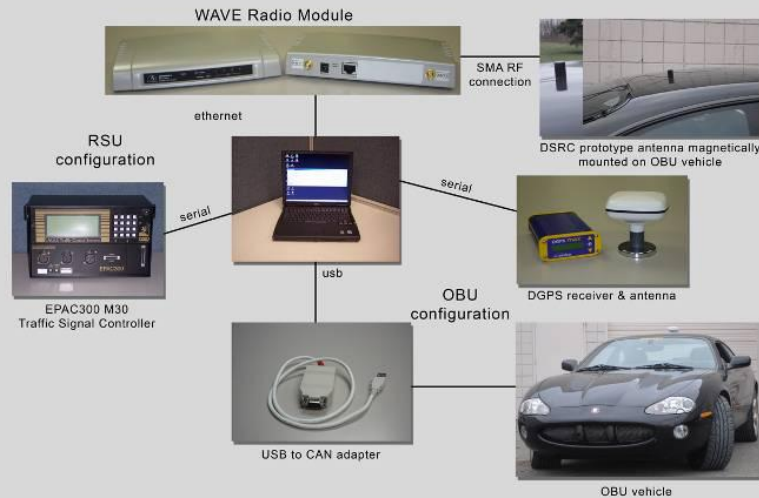 WAVE Radio Module
SMA RF
connection
ethernet
RSU
configuration
DSRC prototype antenna magnetically
mounted on OBU vehicle
serial
serial
EPAC300 M30
Traffic Signal Controller
usb
DGPS receiver & antenna
OBU
configuration
USB to CAN adapter
OBU vehicle